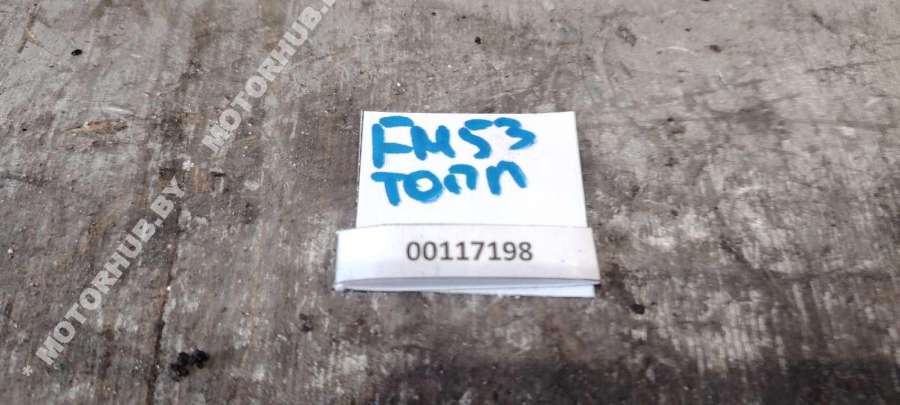 FM53
ТОПЛ
00117198
* MOTORHUB.BY * MOTORHUB.BY